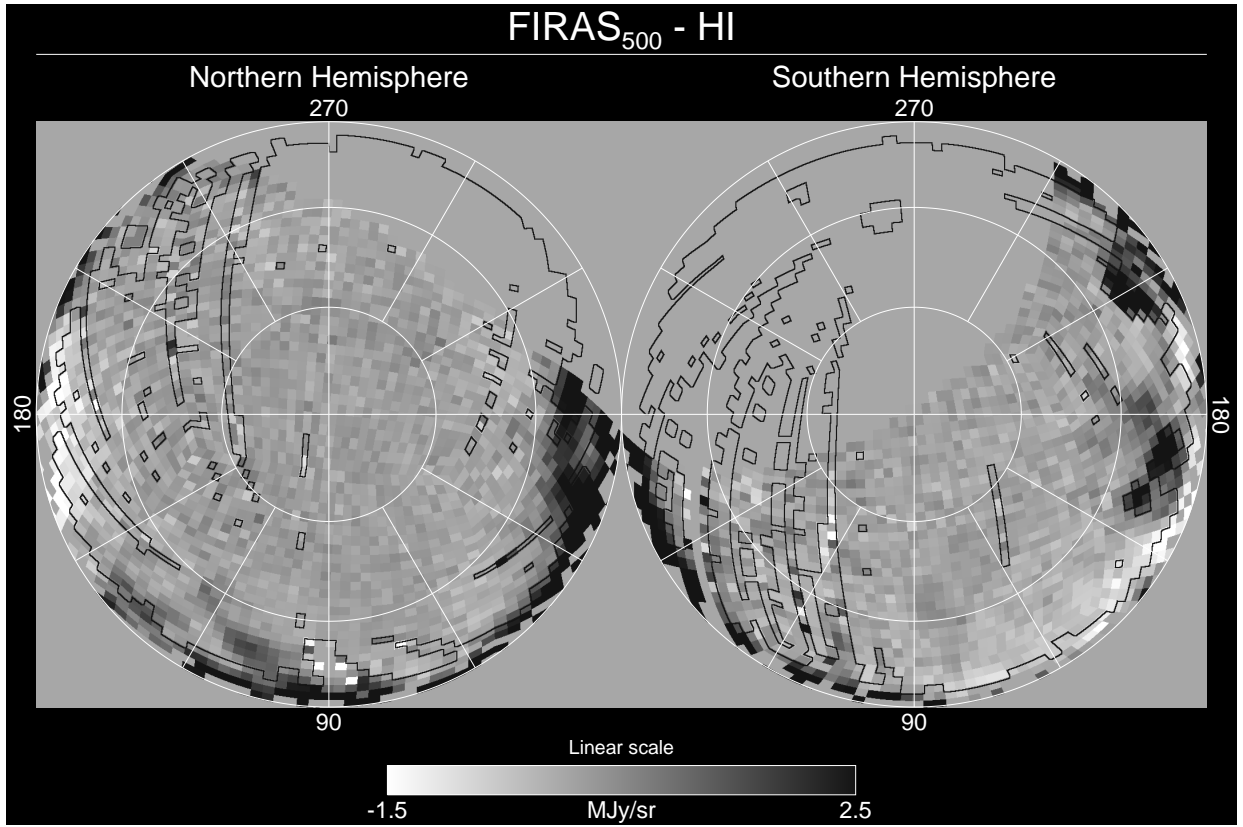 FIRAS500 - HI
Northern Hemisphere
Southern Hemisphere
270
270
180
180
90
90
Linear scale
-1.5
MJy/sr
2.5